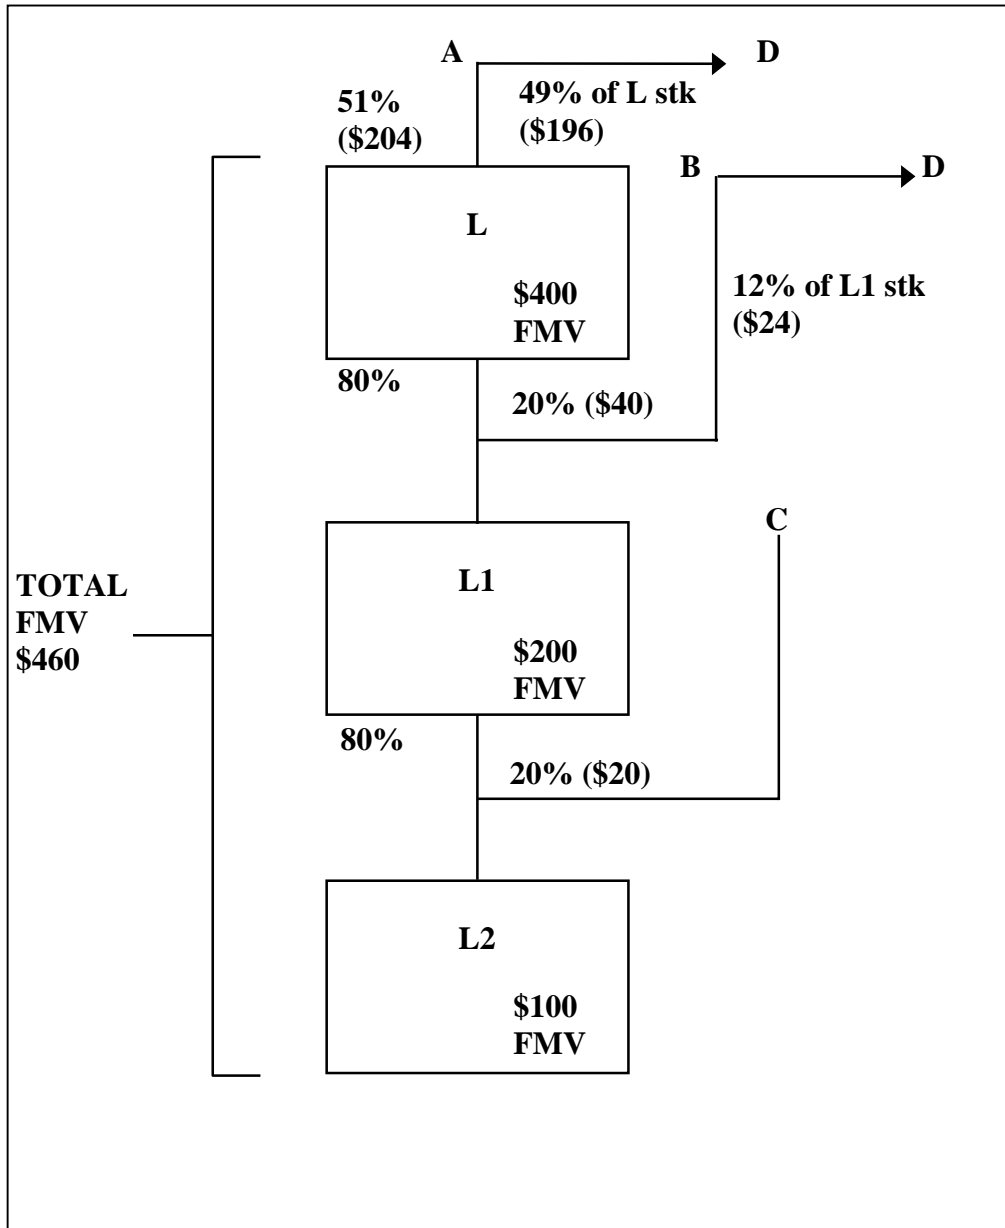 A
D
51%
($204)
49% of L stk
($196)
B
D
L
$400
FMV
12% of L1 stk
($24)
80%
20% ($40)
C
L1
TOTAL
FMV
$460
$200
FMV
80%
20% ($20)
L2
$100
FMV